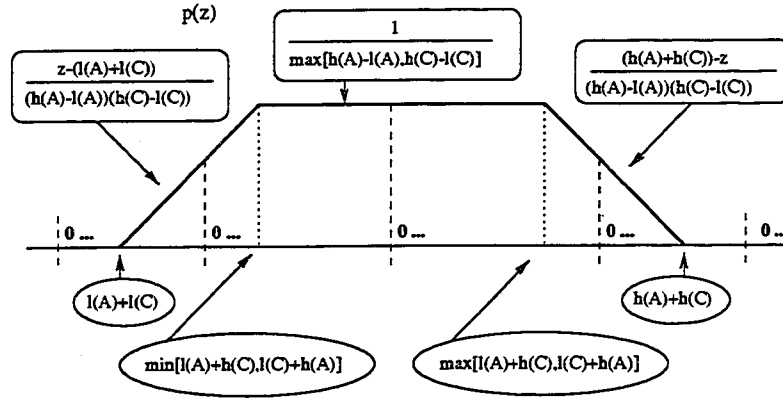 p(z)
1
max[h(A)-l(A),h(C)-l(C)]
z-(l(A)+l(C))
(h(A)-l(A))(h(C)-l(C))
(h(A)+h(C))-z
(h(A)-l(A))(h(C)-l(C))
0 ...
0 ...
0 ...
0 ...
0 ..
l(A)+l(C)
h(A)+h(C)
min[l(A)+h(C),l(C)+h(A)]
max[l(A)+h(C),l(C)+h(A)]